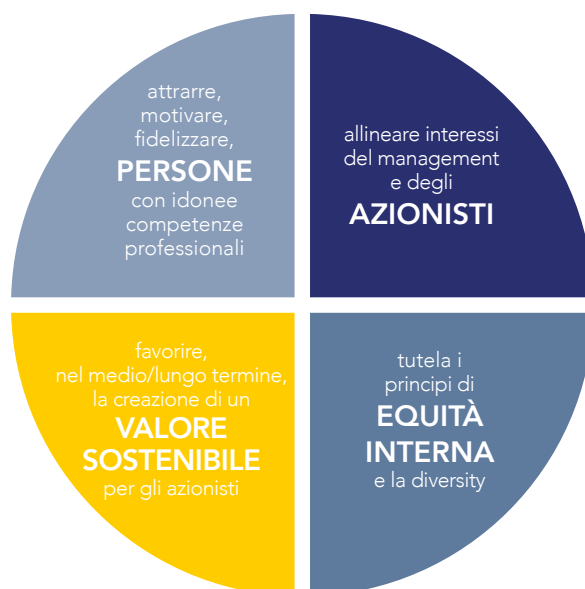 attrarre,
motivare,
fidelizzare,
PERSONE
con idonee
competenze
professionali
allineare interessi
del management
e degli
AZIONISTI
favorire,
nel medio/lungo termine,
la creazione di un
VALORE
SOSTENIBILE
per gli azionisti
tutela i
principi di
EQUITÀ
INTERNA
e la diversity